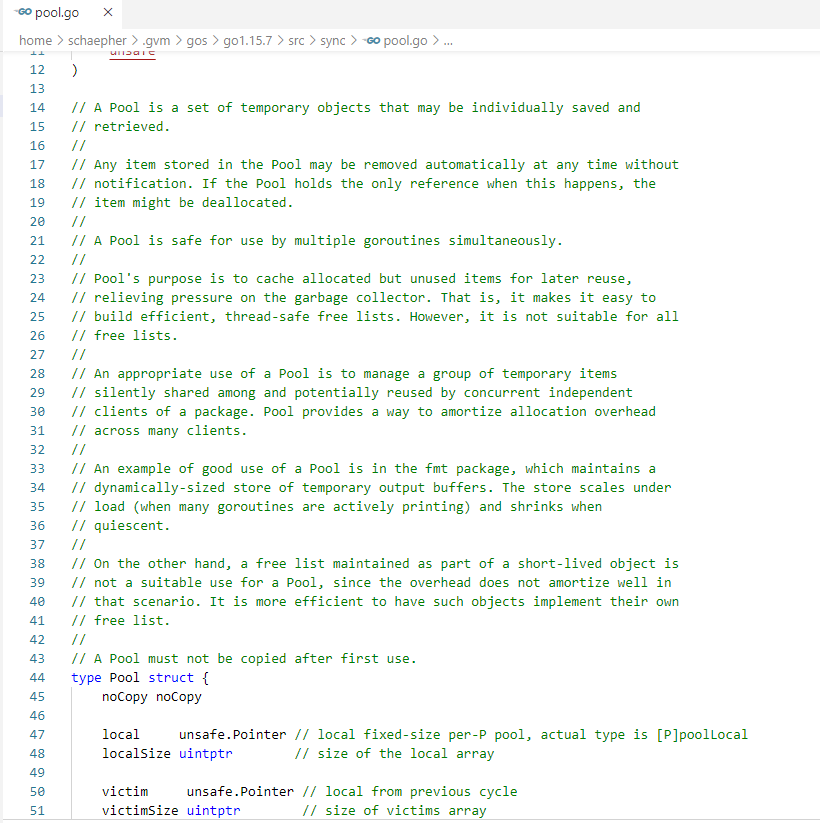 GO pool.go ×
home > schaepher > .gvm > gos > go1.15.7 > src > sync > GO pool.go > ...
11 unsafe
12 )
13
14 // A Pool is a set of temporary objects that may be individually saved and
15 // retrieved.
16 //
17 // Any item stored in the Pool may be removed automatically at any time without
18 // notification. If the Pool holds the only reference when this happens, the
19 // item might be deallocated.
20 //
21 // A Pool is safe for use by multiple goroutines simultaneously.
22 //
23 // Pool's purpose is to cache allocated but unused items for later reuse,
24 // relieving pressure on the garbage collector. That is, it makes it easy to
25 // build efficient, thread-safe free lists. However, it is not suitable for all
26 // free lists.
27 //
28 // An appropriate use of a Pool is to manage a group of temporary items
29 // silently shared among and potentially reused by concurrent independent
30 // clients of a package. Pool provides a way to amortize allocation overhead
31 // across many clients.
32 //
33 // An example of good use of a Pool is in the fmt package, which maintains a
34 // dynamically-sized store of temporary output buffers. The store scales under
35 // load (when many goroutines are actively printing) and shrinks when
36 // quiescent.
37 //
38 // On the other hand, a free list maintained as part of a short-lived object is
39 // not a suitable use for a Pool, since the overhead does not amortize well in
40 // that scenario. It is more efficient to have such objects implement their own
41 // free list.
42 //
43 // A Pool must not be copied after first use.
44 type Pool struct {
45     noCopy noCopy
46
47     local     unsafe.Pointer // local fixed-size per-P pool, actual type is [P]poolLocal
48     localSize uintptr        // size of the local array
49
50     victim     unsafe.Pointer // local from previous cycle
51     victimSize uintptr        // size of victims array